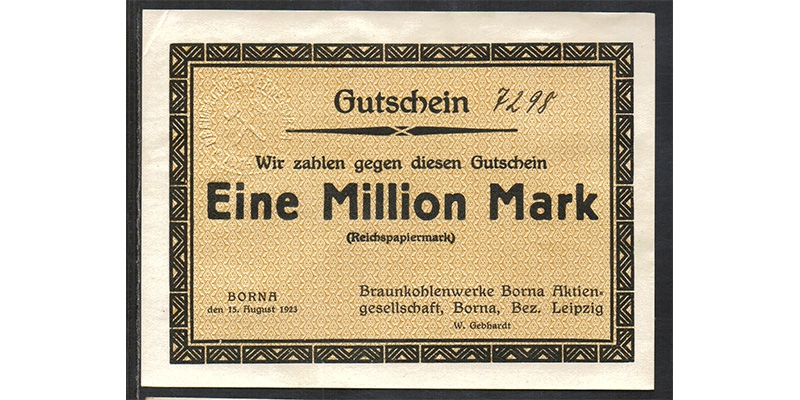 Gutschein 7298
Wir zahlen gegen diesen Gutschein
Eine Million Mark
(Reichspapiermark)
BORNA
den 15. August 1923
Braunkohlenwerke Borna Aktien-
gesellschaft, Borna, Bez. Leipzig
W. Gebhardt